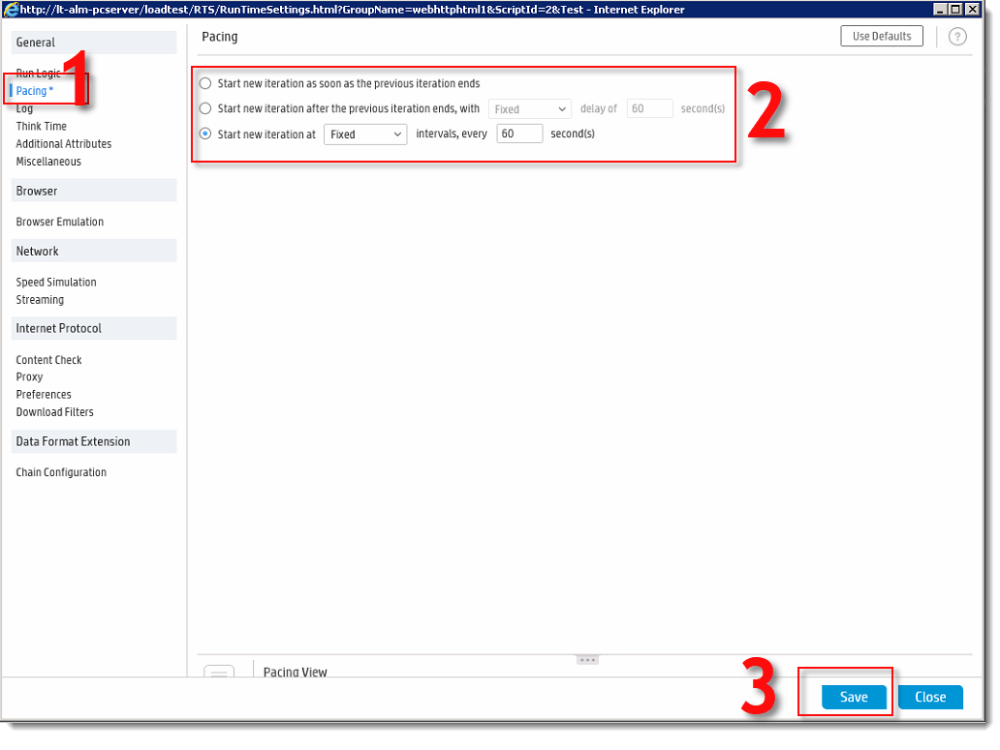 http://lt-alm-pcserver/loadtest/RTS/RunTimeSettings.html?GroupName=webhttphtml1&ScriptId=2&Test - Internet Explorer
General
Pacing
Use Defaults
?
1
Run Logic
Pacing *
Log
Think Time
Additional Attributes
Miscellaneous
Start new iteration as soon as the previous iteration ends
Start new iteration after the previous iteration ends, with Fixed delay of 60 second(s)
Start new iteration at Fixed intervals, every 60 second(s)
2
Browser
Browser Emulation
Network
Speed Simulation
Streaming
Internet Protocol
Content Check
Proxy
Preferences
Download Filters
Data Format Extension
Chain Configuration
Pacing View
3
Save
Close